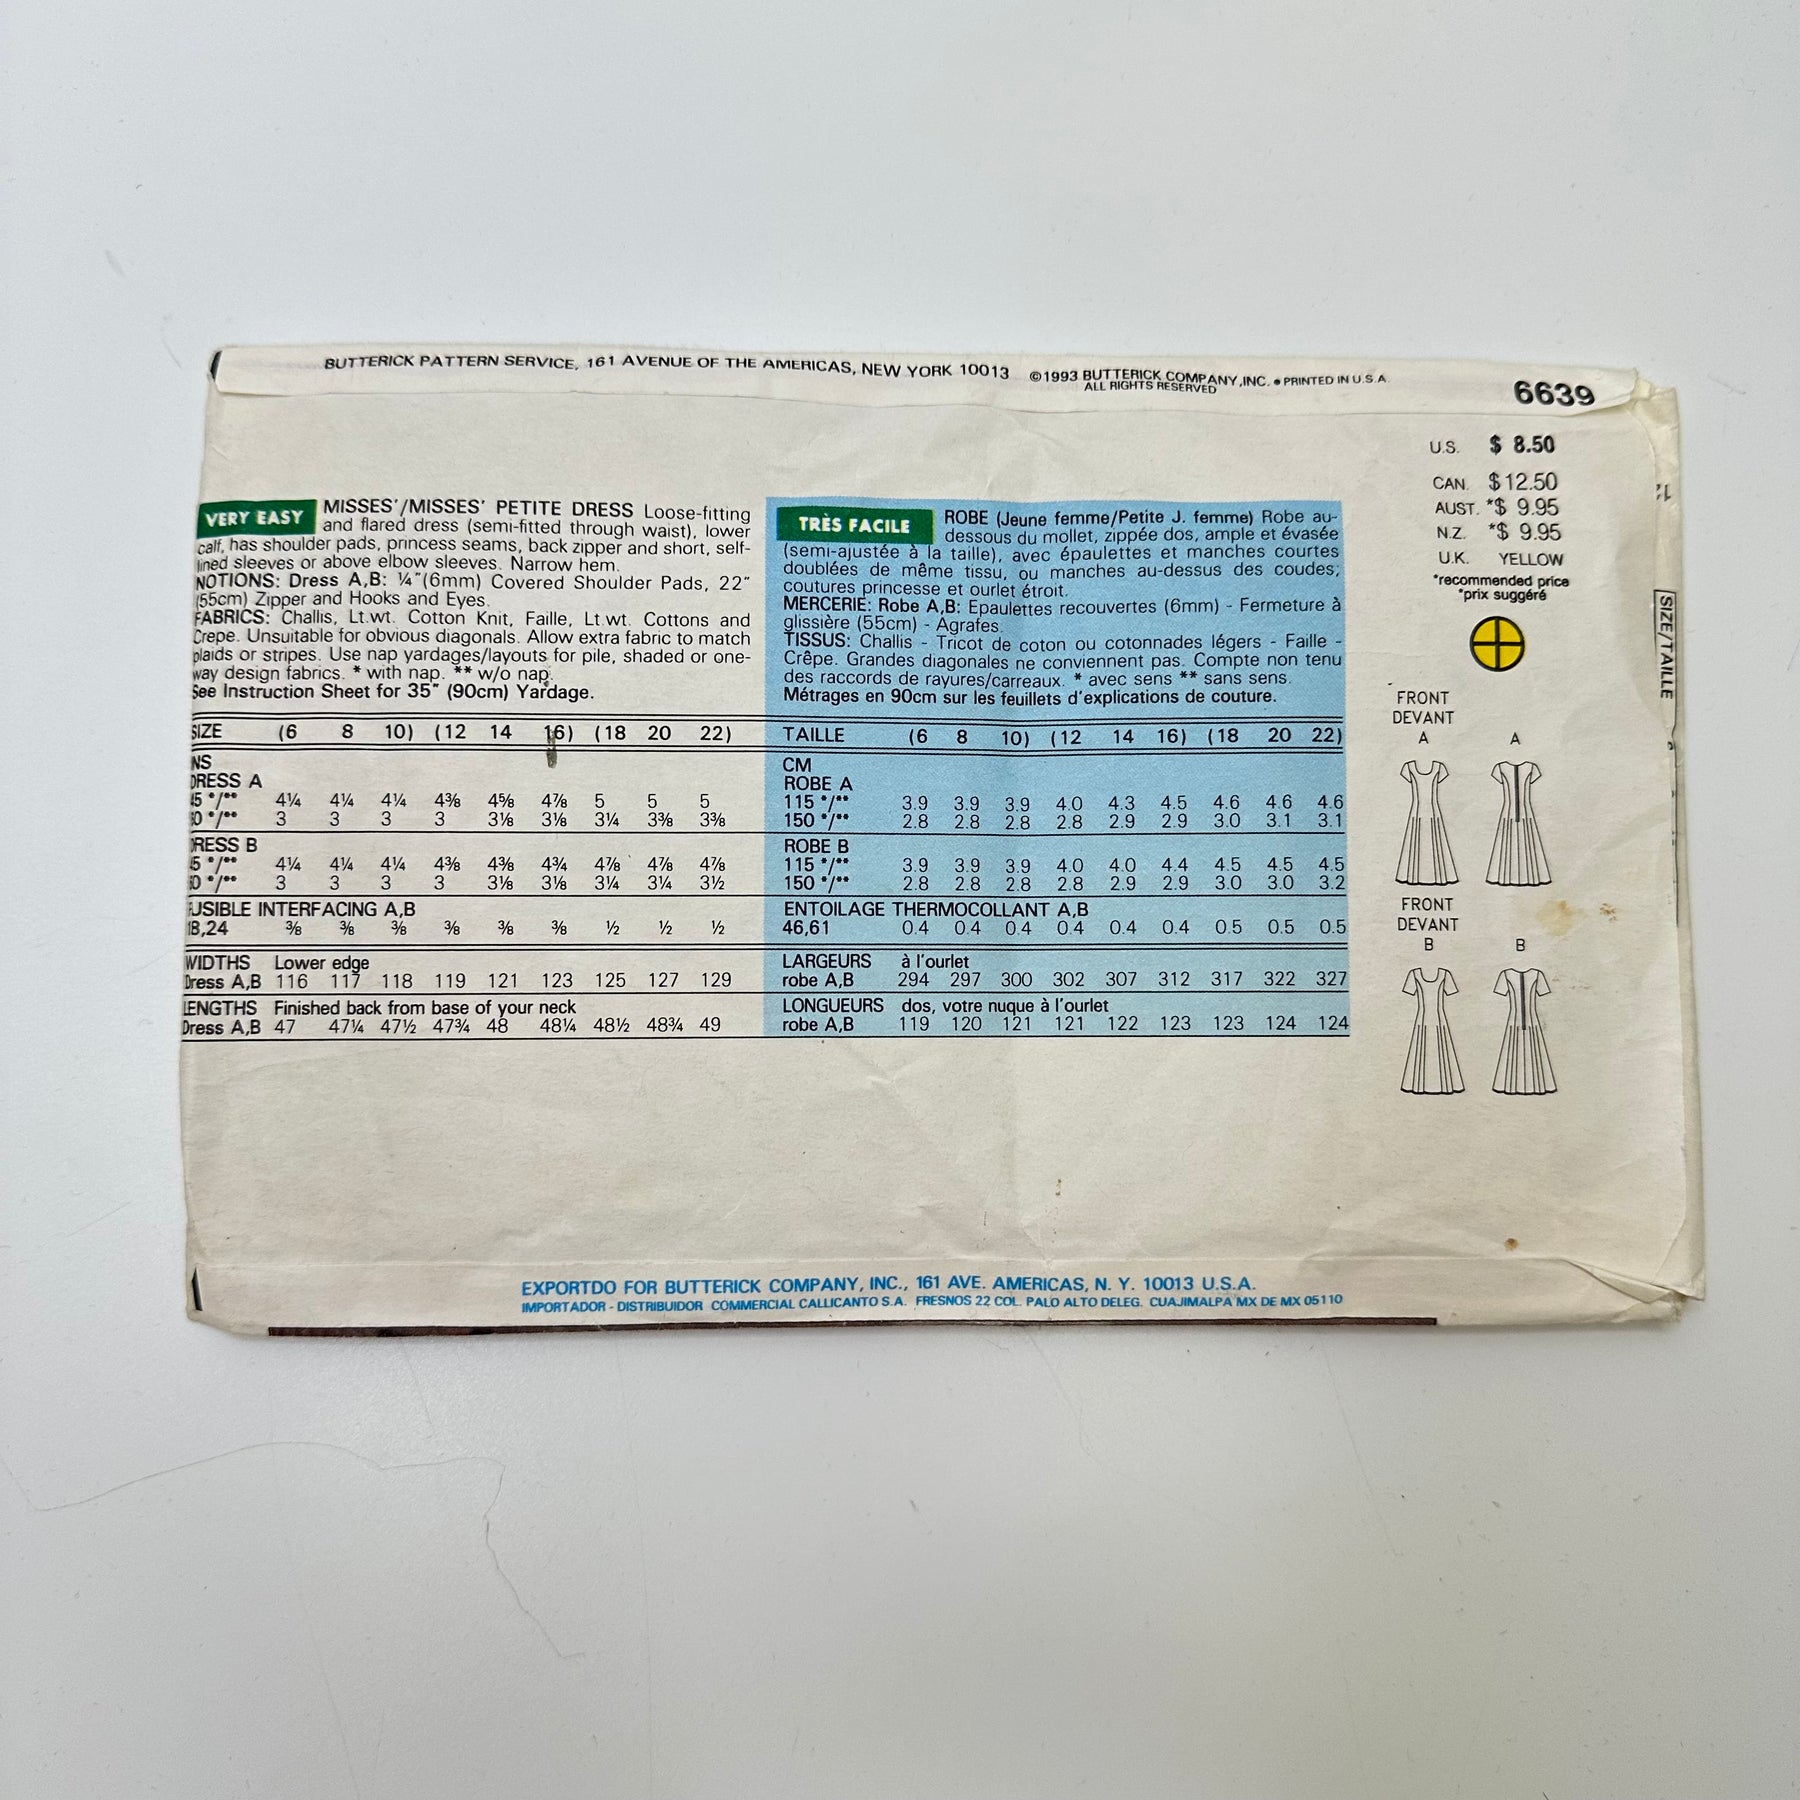 BUTTERICK PATTERN SERVICE, 161 AVENUE OF THE AMERICAS, NEW YORK 10013 ©1993 BUTTERICK COMPANY, INC. • PRINTED IN U.S.A.
ALL RIGHTS RESERVED
6639
VERY EASY MISSES'/MISSES' PETITE DRESS Loose-fitting
and flared dress (semi-fitted through waist), lower
calf, has shoulder pads, princess seams, back zipper and short, self-
lined sleeves or above elbow sleeves. Narrow hem.
NOTIONS: Dress A,B: ¼"(6mm) Covered Shoulder Pads, 22"
(55cm) Zipper and Hooks and Eyes.
FABRICS: Challis, Lt.wt. Cotton Knit, Faille, Lt.wt. Cottons and
Crepe. Unsuitable for obvious diagonals. Allow extra fabric to match
plaids or stripes. Use nap yardages/layouts for pile, shaded or one-
way design fabrics. * with nap. ** w/o nap.
See Instruction Sheet for 35" (90cm) Yardage.
SIZE (6 8 10) (12 14 16) (18 20 22)
NS
DRESS A
45 */** 4¼ 4¼ 4¼ 4⅜ 4⅝ 4⅞ 5 5 5
0 */** 3 3 3 3 3⅛ 3⅛ 3¼ 3⅜ 3⅜
DRESS B
45 */** 4¼ 4¼ 4¼ 4⅜ 4⅜ 4¾ 4⅞ 4⅞ 4⅞
0 */** 3 3 3 3 3⅛ 3⅛ 3¼ 3¼ 3½
FUSIBLE INTERFACING A,B
18,24 ⅜ ⅜ ⅜ ⅜ ⅜ ⅜ ½ ½ ½
WIDTHS Lower edge
Dress A,B 116 117 118 119 121 123 125 127 129
LENGTHS Finished back from base of your neck
Dress A,B 47 47¼ 47½ 47¾ 48 48¼ 48½ 48¾ 49
TRÈS FACILE ROBE (Jeune femme/Petite J. femme) Robe au-
dessous du mollet, zippée dos, ample et évasée
(semi-ajustée à la taille), avec épaulettes et manches courtes
doublées de même tissu, ou manches au-dessus des coudes;
coutures princesse et ourlet étroit.
MERCERIE: Robe A,B: Epaulettes recouvertes (6mm) - Fermeture à
glissière (55cm) - Agrafes.
TISSUS: Challis - Tricot de coton ou cotonnades légers - Faille -
Crêpe. Grandes diagonales ne conviennent pas. Compte non tenu
des raccords de rayures/carreaux. * avec sens ** sans sens.
Métrages en 90cm sur les feuillets d'explications de couture.
TAILLE (6 8 10) (12 14 16) (18 20 22)
CM
ROBE A
115 */** 3.9 3.9 3.9 4.0 4.3 4.5 4.6 4.6 4.6
150 */** 2.8 2.8 2.8 2.8 2.9 2.9 3.0 3.1 3.1
ROBE B
115 */** 3.9 3.9 3.9 4.0 4.0 4.4 4.5 4.5 4.5
150 */** 2.8 2.8 2.8 2.8 2.9 2.9 3.0 3.0 3.2
ENTOILAGE THERMOCOLLANT A,B
46,61 0.4 0.4 0.4 0.4 0.4 0.4 0.5 0.5 0.5
LARGEURS à l'ourlet
robe A,B 294 297 300 302 307 312 317 322 327
LONGUEURS dos, votre nuque à l'ourlet
robe A,B 119 120 121 121 122 123 123 124 124
U.S. $ 8.50
CAN. $12.50
AUST. *$ 9.95
N.Z. *$ 9.95
U.K. YELLOW
*recommended price
*prix suggéré
FRONT
DEVANT
A A
FRONT
DEVANT
B B
SIZE/TAILLE
EXPORTDO FOR BUTTERICK COMPANY, INC., 161 AVE. AMERICAS, N. Y. 10013 U.S.A.
IMPORTADOR - DISTRIBUIDOR COMMERCIAL CALLICANTO S.A. FRESNOS 22 COL. PALO ALTO DELEG. CUAJIMALPA MX DE MX 05110